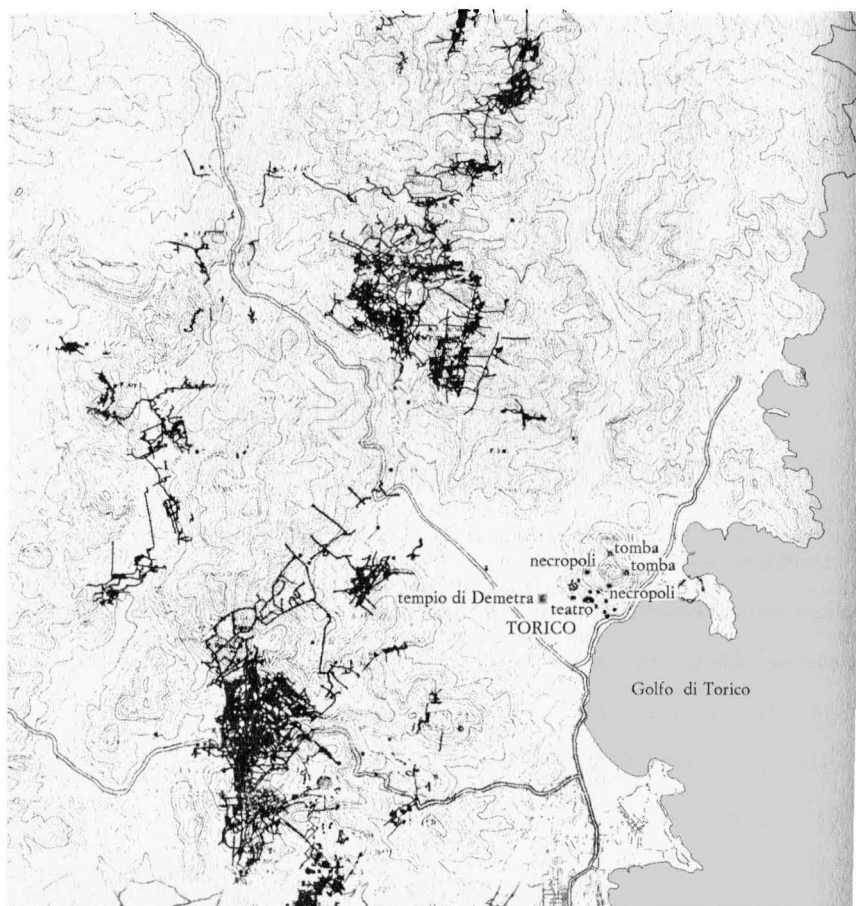 tomba
necropoli
tomba
tempio di Demetra
necropoli
teatro
TORICO
Golfo di Torico